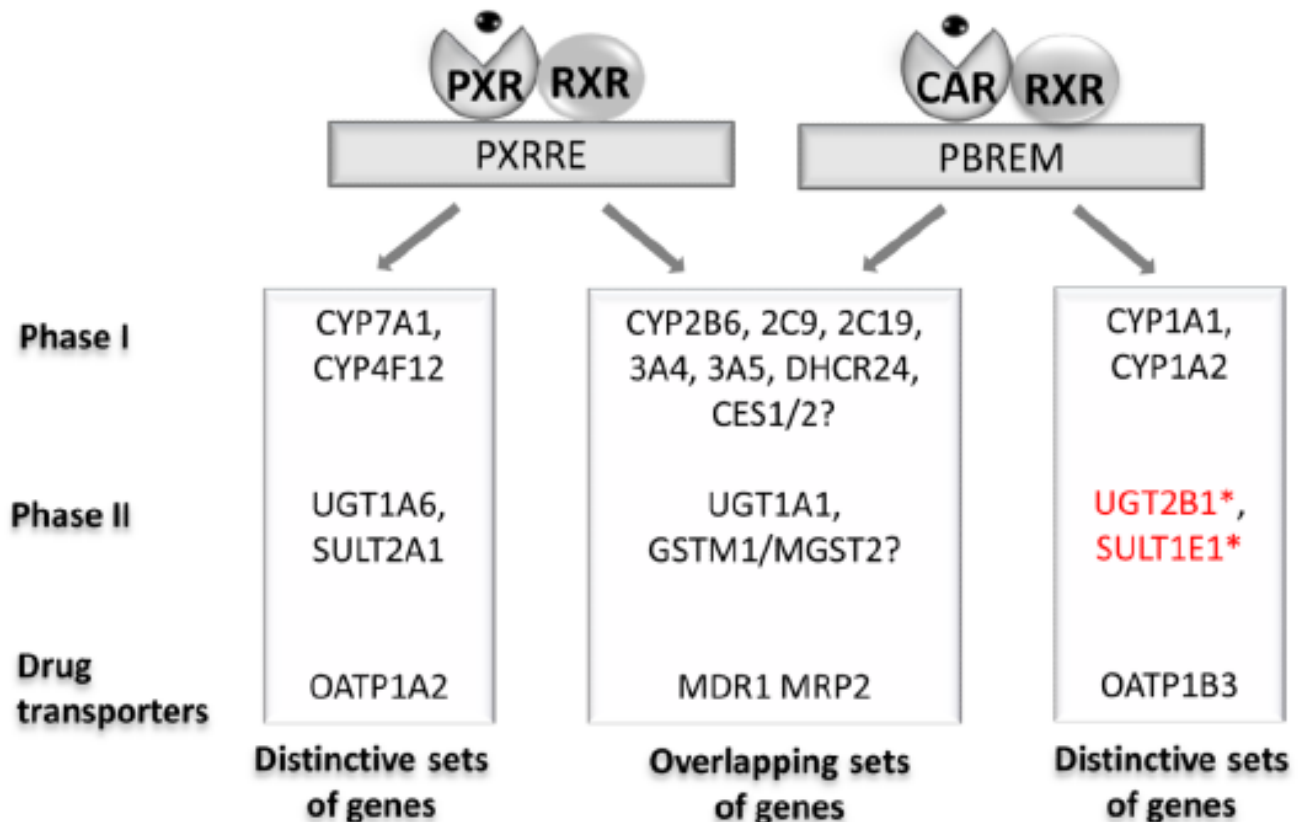 PXR RXR
CAR RXR
PXRRE
PBREM
Phase I
CYP7A1,
CYP4F12
CYP2B6, 2C9, 2C19,
3A4, 3A5, DHCR24,
CES1/2?
CYP1A1,
CYP1A2
Phase II
UGT1A6,
SULT2A1
UGT1A1,
GSTM1/MGST2?
UGT2B1*,
SULT1E1*
Drug
transporters
OATP1A2
MDR1 MRP2
OATP1B3
Distinctive sets
of genes
Overlapping sets
of genes
Distinctive sets
of genes